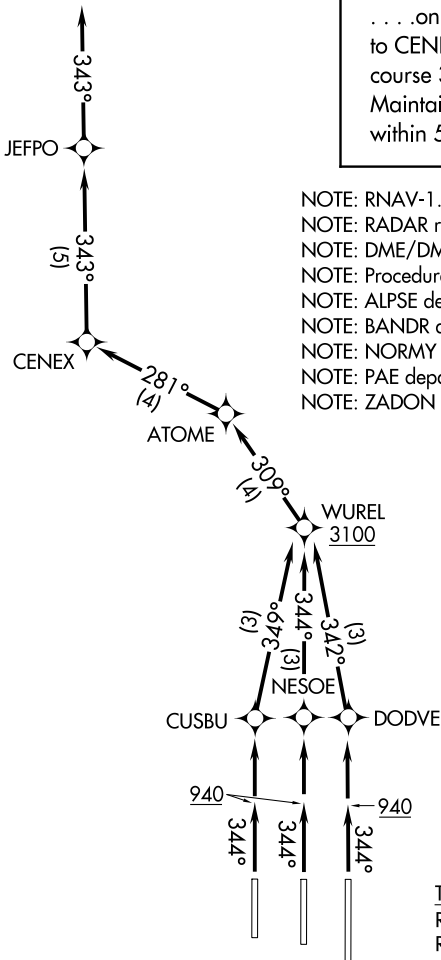 . . . .on
to CENE
course 3
Maintai
within 5
343°
JEFPO
NOTE: RNAV-1.
NOTE: RADAR r
NOTE: DME/DM
NOTE: Procedur
NOTE: ALPSE de
NOTE: BANDR d
NOTE: NORMY
NOTE: PAE depa
NOTE: ZADON
343°
(5)
CENEX
281°
(4)
ATOME
309°
(4)
WUREL
3100
349°
(3)
344°
(3)
342°
(3)
NESOE
CUSBU
DODVE
940
940
344°
344°
344°
T
R
R